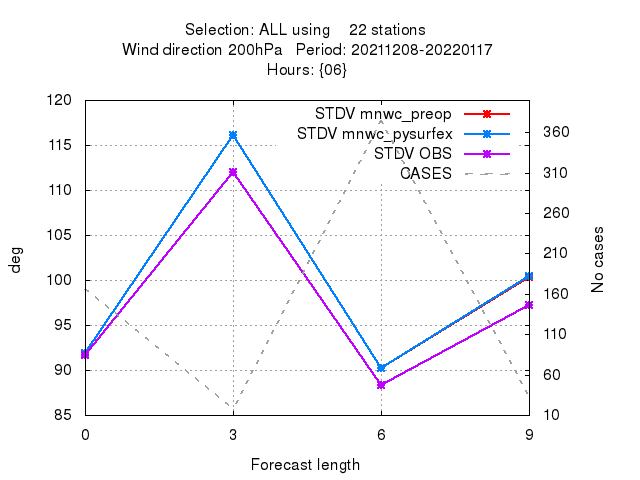 Selection: ALL using 22 stations
Wind direction 200hPa Period: 20211208-20220117
Hours: {06}
STDV mnwc_preop
STDV mnwc_pysurfex
STDV OBS
CASES
120
115
110
105
100
95
90
85
360
310
260
210
160
110
60
10
deg
No cases
0 3 6 9
Forecast length